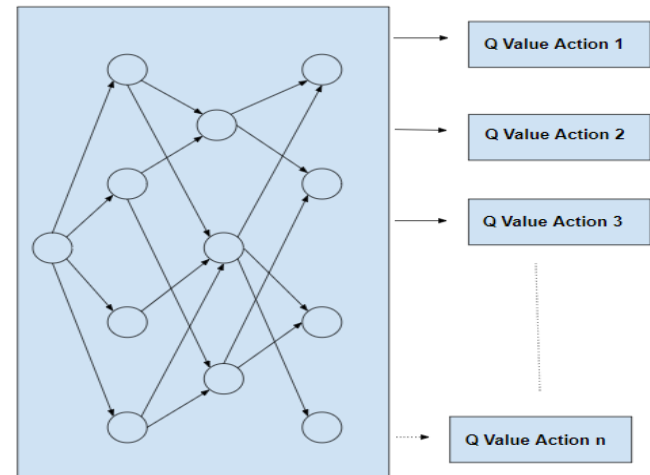 Q Value Action 1
Q Value Action 2
Q Value Action 3
Q Value Action n